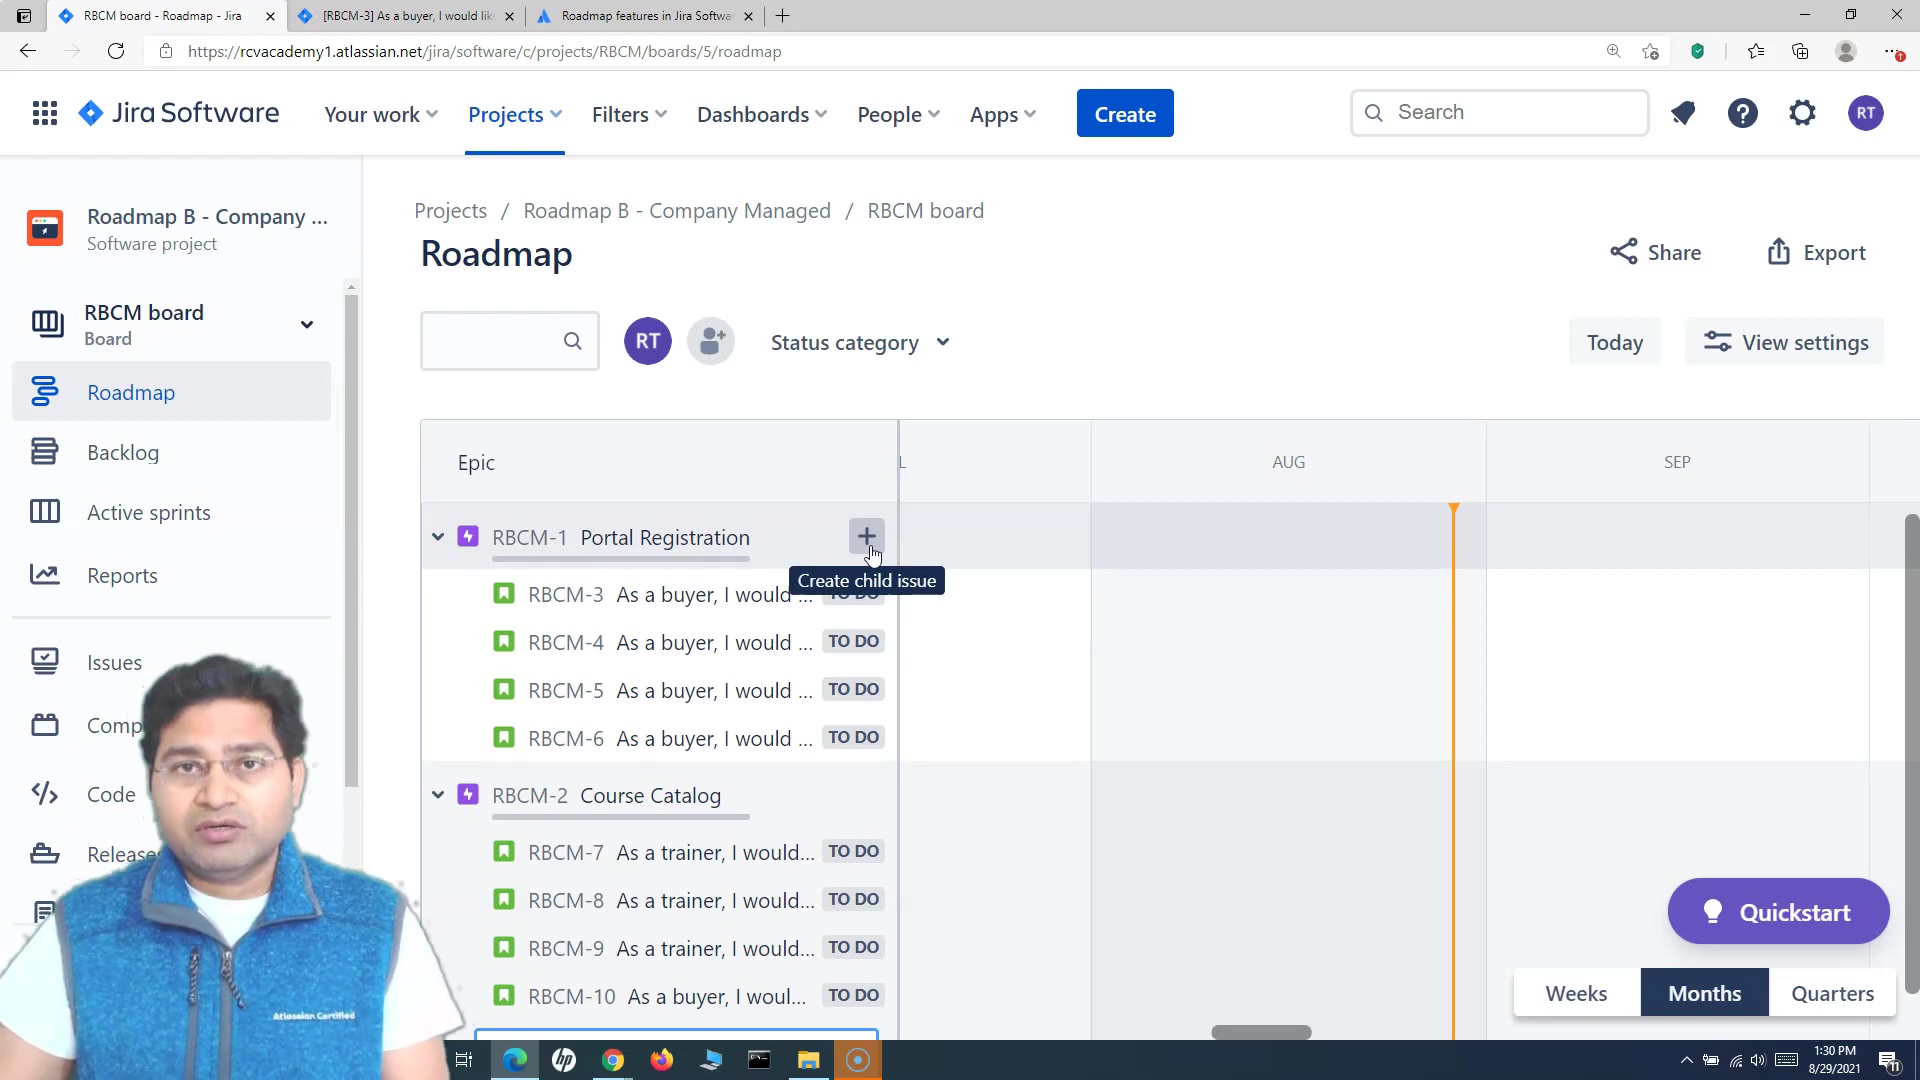 RBCM board - Roadmap - Jira
[RBCM-3] As a buyer, I would lik
Roadmap features in Jira Softwa
https://rcvacademy1.atlassian.net/jira/software/c/projects/RBCM/boards/5/roadmap
Jira Software
Your work
Projects
Filters
Dashboards
People
Apps
Create
Search
RT
Roadmap B - Company ...
Software project
Projects / Roadmap B - Company Managed / RBCM board
Roadmap
Share
Export
RBCM board
Board
RT
Status category
Today
View settings
Roadmap
Backlog
Active sprints
Reports
Issues
Comp
Code
Releases
Epic
L
AUG
SEP
RBCM-1 Portal Registration
Create child issue
RBCM-3 As a buyer, I would ... TO DO
RBCM-4 As a buyer, I would ... TO DO
RBCM-5 As a buyer, I would ... TO DO
RBCM-6 As a buyer, I would ... TO DO
RBCM-2 Course Catalog
RBCM-7 As a trainer, I would... TO DO
RBCM-8 As a trainer, I would... TO DO
RBCM-9 As a trainer, I would... TO DO
RBCM-10 As a buyer, I woul... TO DO
Quickstart
Weeks
Months
Quarters
Atlassian Certified
hp
1:30 PM
8/29/2021
11